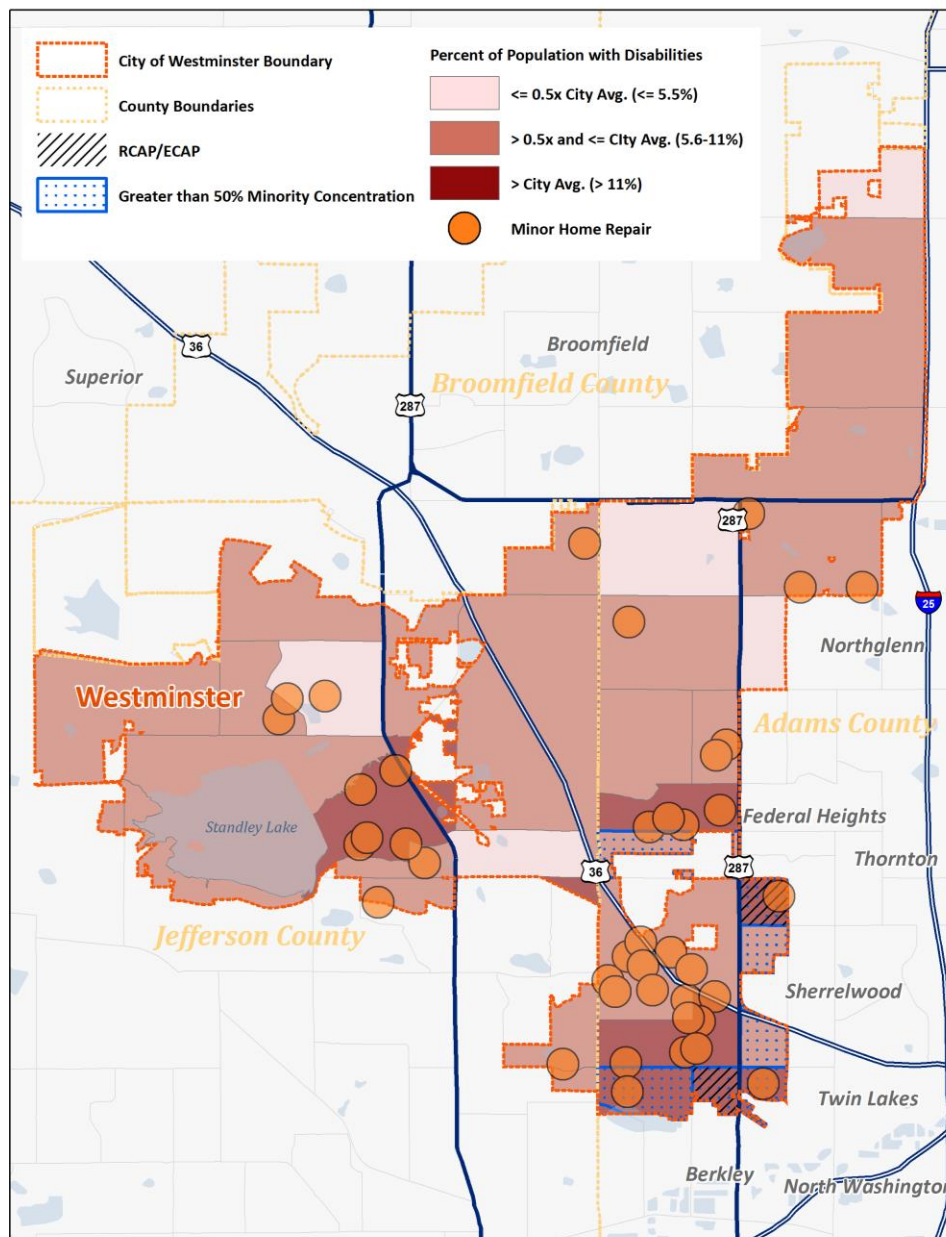 City of Westminster Boundary
County Boundaries
RCAP/ECAP
Greater than 50% Minority Concentration
Percent of Population with Disabilities
<= 0.5x City Avg. (<= 5.5%)
> 0.5x and <= CIty Avg. (5.6-11%)
> City Avg. (> 11%)
Minor Home Repair
36
Superior
Broomfield
Broomfield County
287
287
25
Northglenn
Westminster
Adams County
Standley Lake
Federal Heights
Thornton
36
287
Jefferson County
Sherrelwood
Twin Lakes
Berkley
North Washington